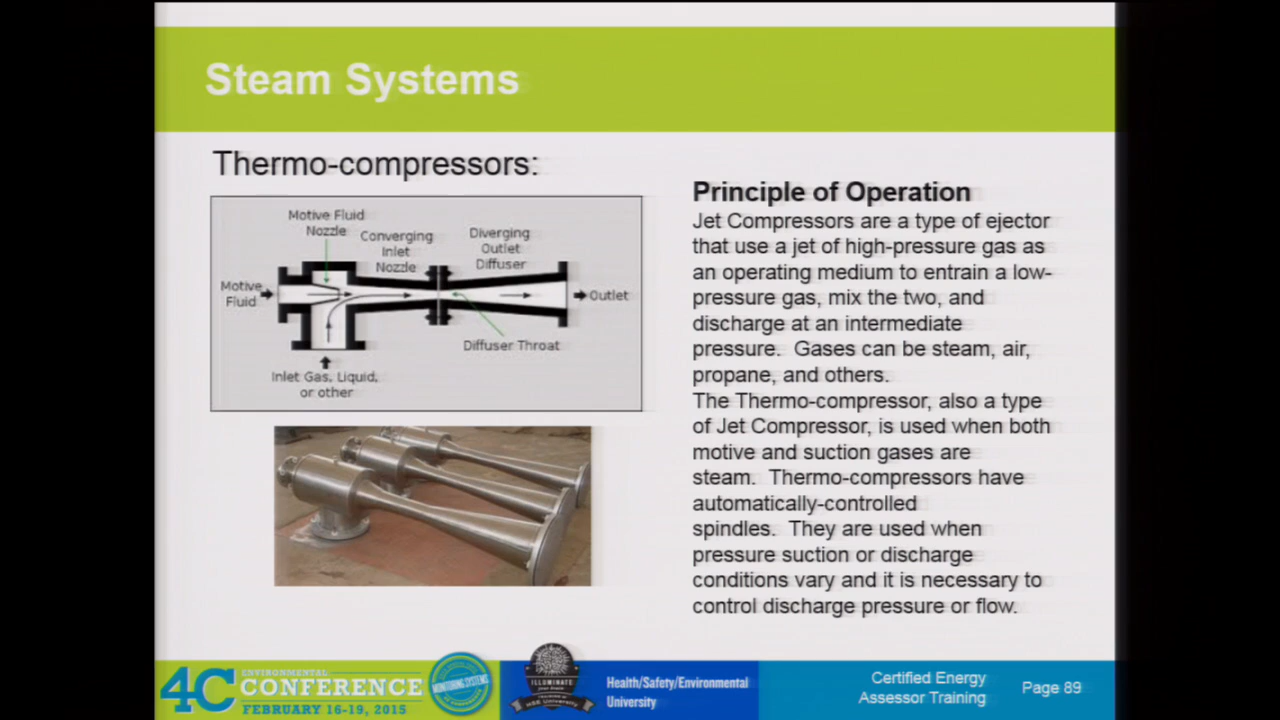 Steam Systems
Thermo-compressors:
Motive Fluid
Nozzle
Converging
Inlet
Nozzle
Diverging
Outlet
Diffuser
Motive
Fluid
Outlet
Diffuser Throat
Inlet Gas, Liquid,
or other
Principle of Operation
Jet Compressors are a type of ejector
that use a jet of high-pressure gas as
an operating medium to entrain a low-
pressure gas, mix the two, and
discharge at an intermediate
pressure. Gases can be steam, air,
propane, and others.
The Thermo-compressor, also a type
of Jet Compressor, is used when both
motive and suction gases are
steam. Thermo-compressors have
automatically-controlled
spindles. They are used when
pressure suction or discharge
conditions vary and it is necessary to
control discharge pressure or flow.
4C ENVIRONMENTAL
CONFERENCE
FEBRUARY 16-19, 2015
MONITORING SYSTEMS
ILLUMINATE
HSE University
Health/Safety/Environmental
University
Certified Energy
Assessor Training
Page 89